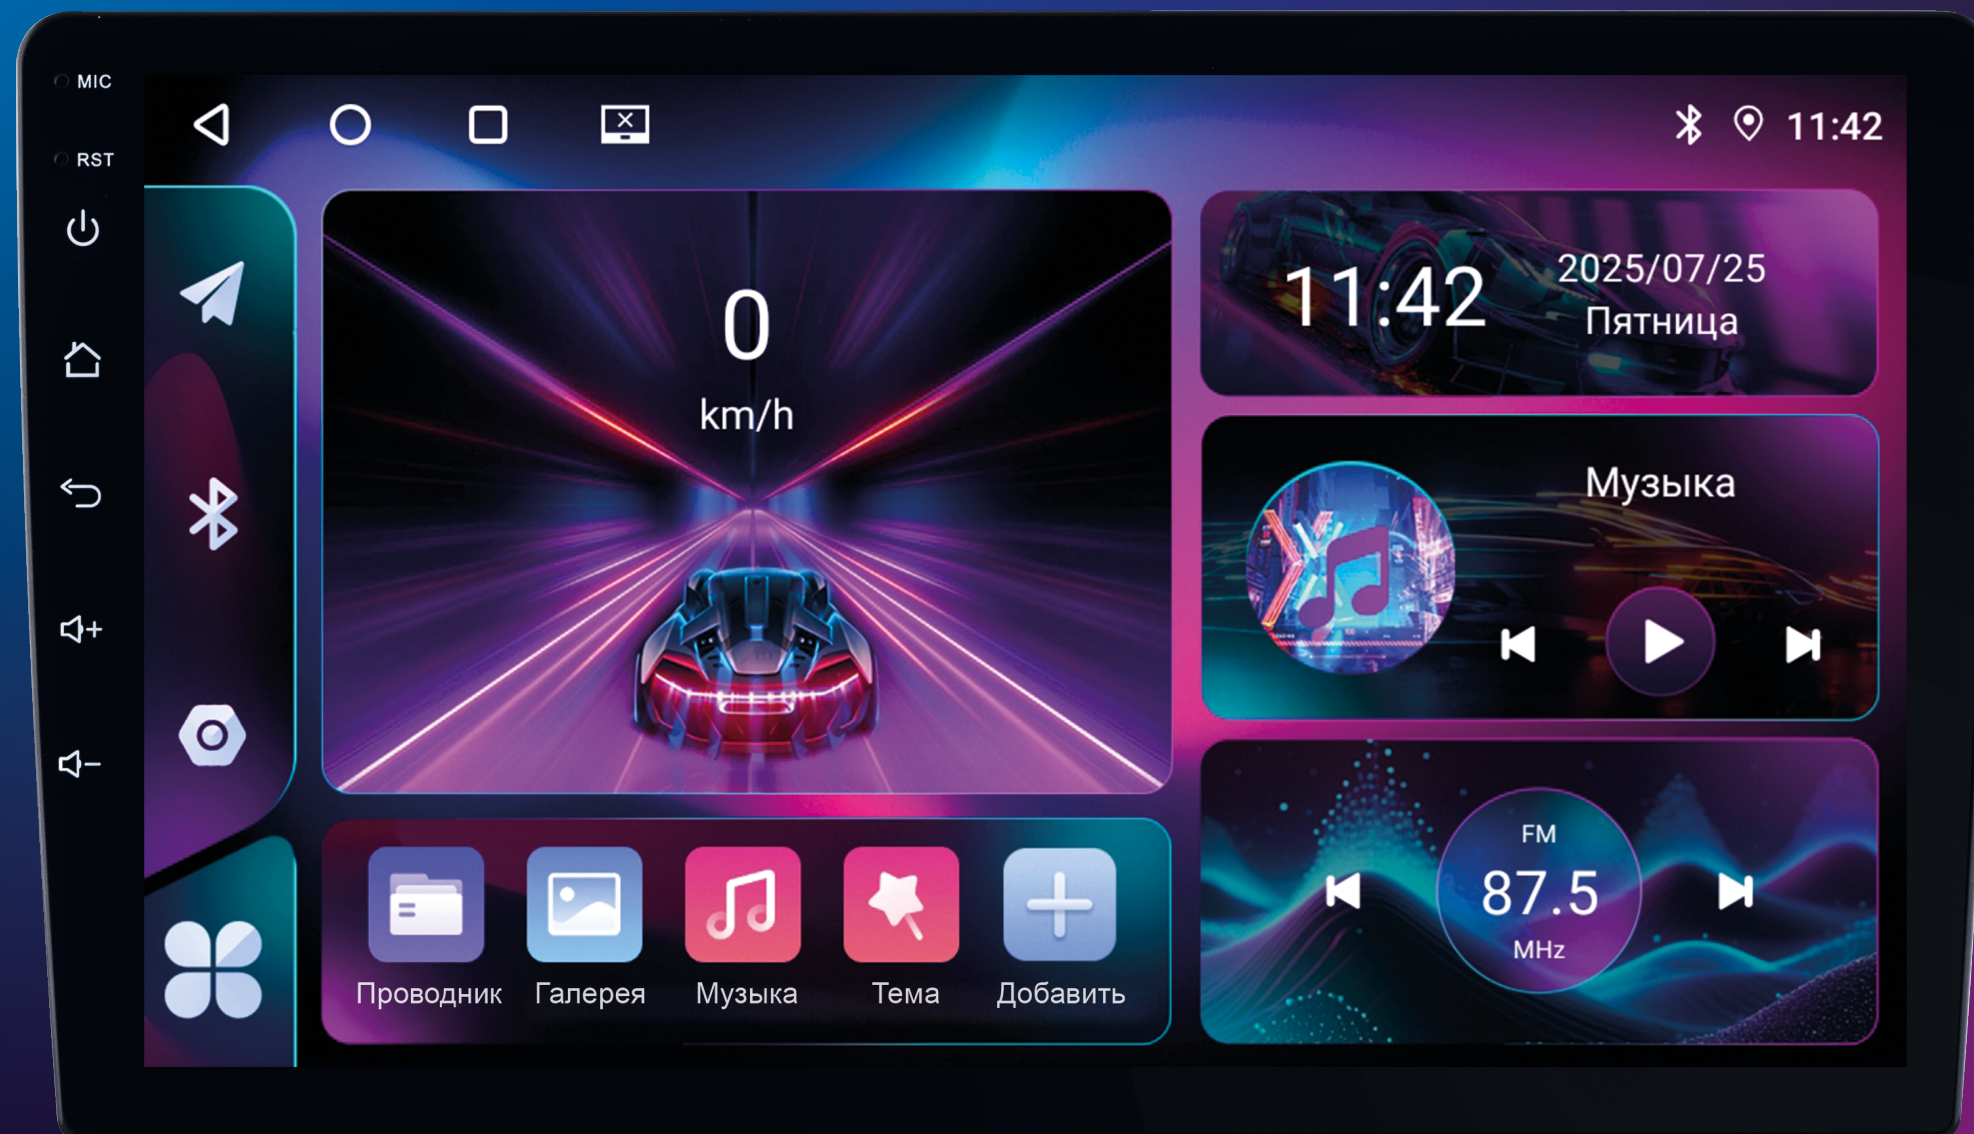 MIC
RST
11:42
0
km/h
11:42
2025/07/25
Пятница
Музыка
FM
87.5
MHz
Проводник
Галерея
Музыка
Тема
Добавить